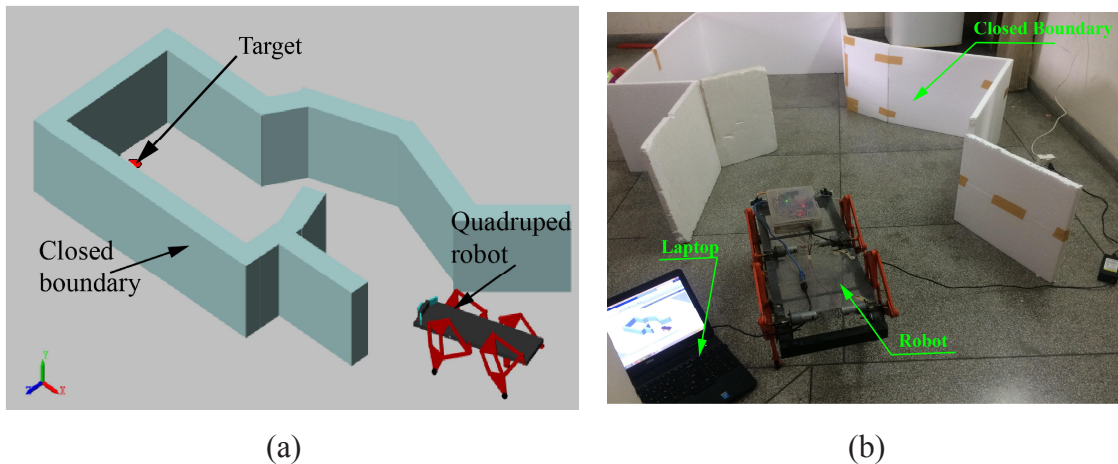 Target
Quadruped
robot
Closed
boundary
Y
X
(a)
Closed Boundary
Laptop
Robot
(b)